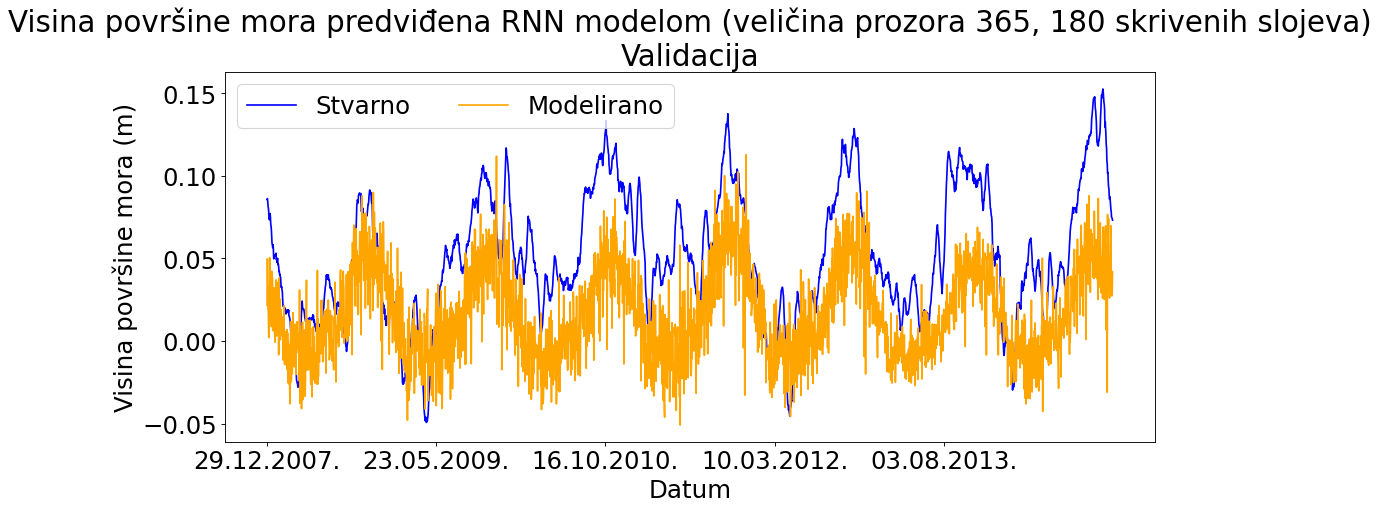 Visina površine mora predviđena RNN modelom (veličina prozora 365, 180 skrivenih slojeva)
Validacija
Stvarno Modelirano
Visina površine mora (m)
0.15
0.10
0.05
0.00
−0.05
29.12.2007. 23.05.2009. 16.10.2010. 10.03.2012. 03.08.2013.
Datum